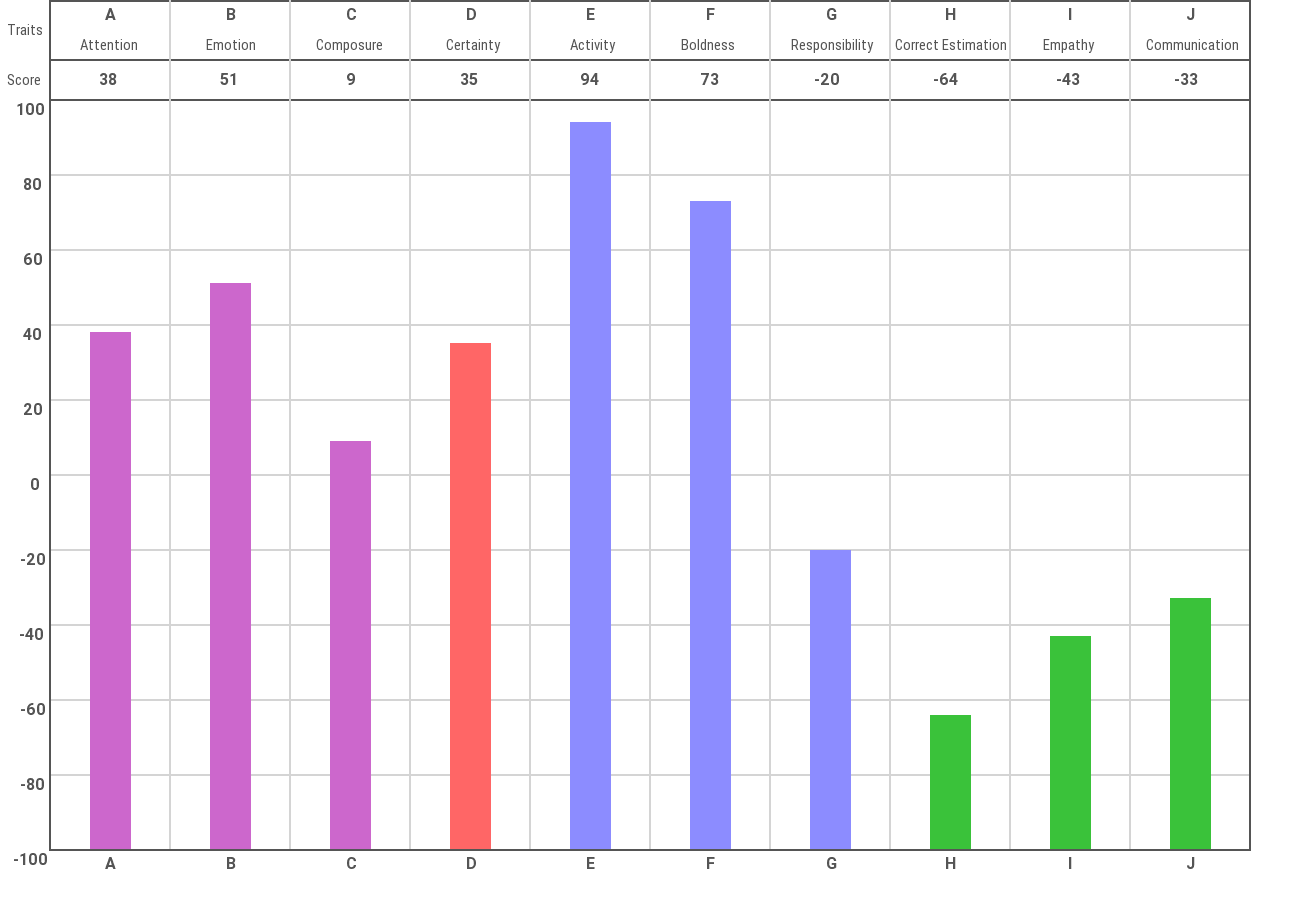 A B C D E F G H I J
Traits
Attention Emotion Composure Certainty Activity Boldness Responsibility Correct Estimation Empathy Communication
Score 38 51 9 35 94 73 -20 -64 -43 -33
100
80
60
40
20
0
-20
-40
-60
-80
-100
A B C D E F G H I J